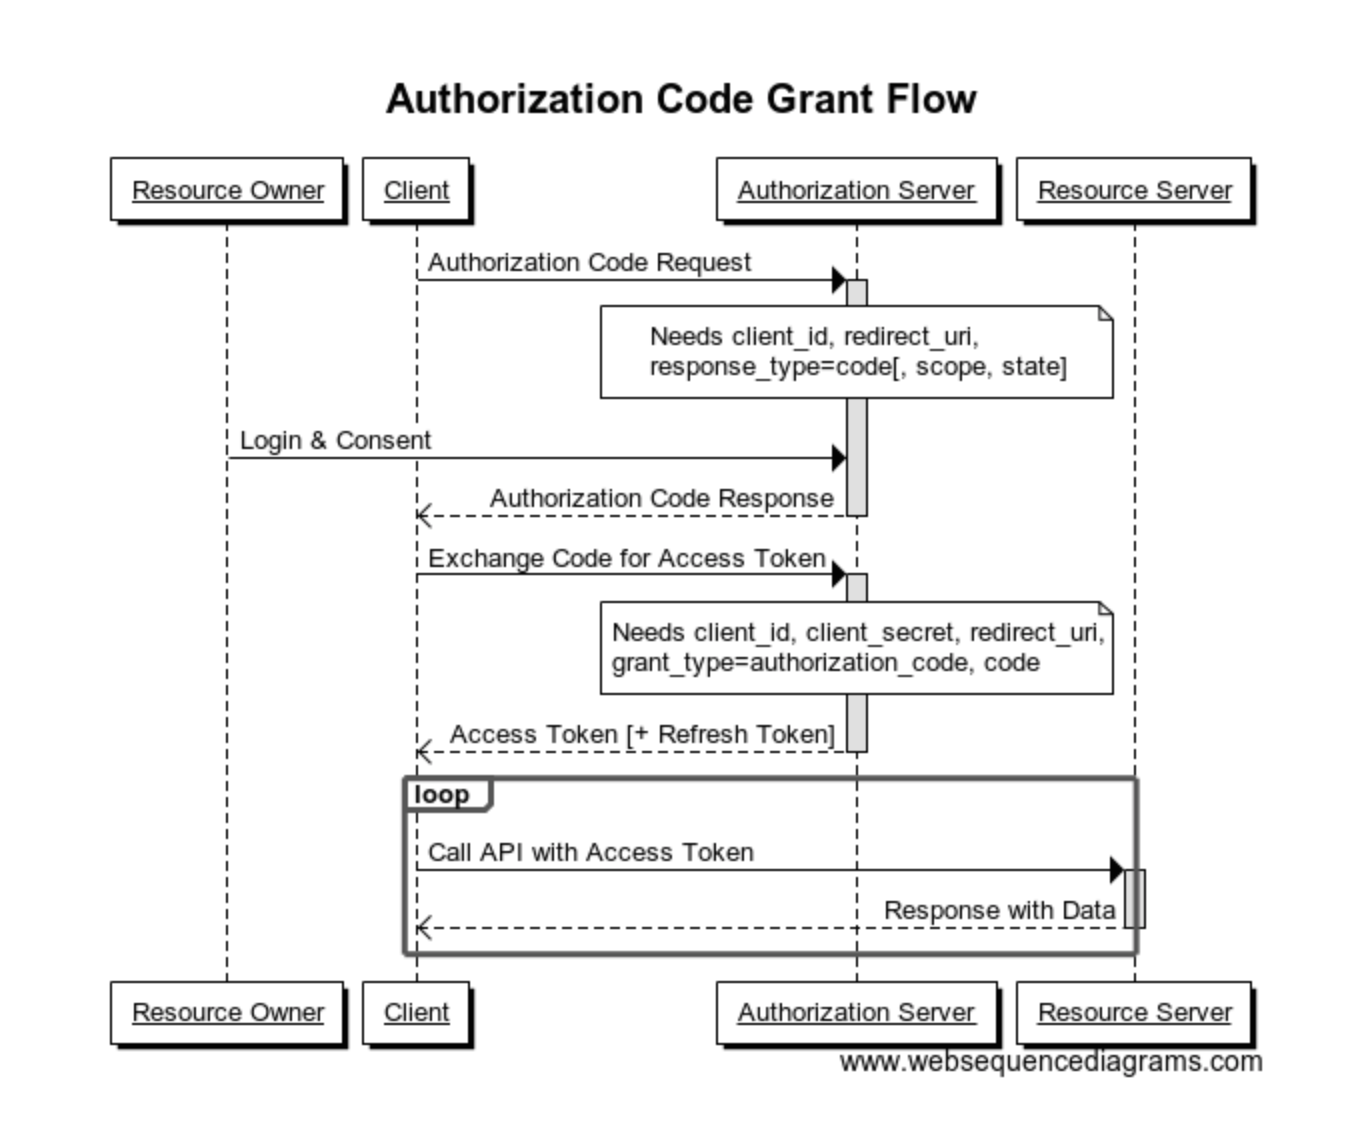 Authorization Code Grant Flow
Resource Owner
Client
Authorization Server
Resource Server
Authorization Code Request
Needs client_id, redirect_uri,
response_type=code[, scope, state]
Login & Consent
Authorization Code Response
Exchange Code for Access Token
Needs client_id, client_secret, redirect_uri,
grant_type=authorization_code, code
Access Token [+ Refresh Token]
loop
Call API with Access Token
Response with Data
Resource Owner
Client
Authorization Server
Resource Server
www.websequencediagrams.com